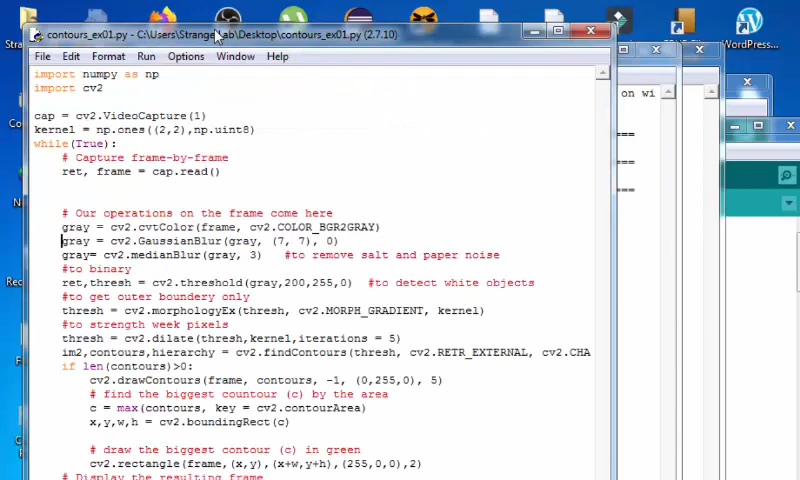 contours_ex01.py - C:\Users\StrangeLab\Desktop\contours_ex01.py (2.7.10)
File Edit Format Run Options Window Help
import numpy as np
import cv2
cap = cv2.VideoCapture(1)
kernel = np.ones((2,2),np.uint8)
while(True):
# Capture frame-by-frame
ret, frame = cap.read()
# Our operations on the frame come here
gray = cv2.cvtColor(frame, cv2.COLOR_BGR2GRAY)
gray = cv2.GaussianBlur(gray, (7, 7), 0)
gray= cv2.medianBlur(gray, 3) #to remove salt and paper noise
#to binary
ret,thresh = cv2.threshold(gray,200,255,0) #to detect white objects
#to get outer boundery only
thresh = cv2.morphologyEx(thresh, cv2.MORPH_GRADIENT, kernel)
#to strength week pixels
thresh = cv2.dilate(thresh,kernel,iterations = 5)
im2,contours,hierarchy = cv2.findContours(thresh, cv2.RETR_EXTERNAL, cv2.CHA
if len(contours)>0:
cv2.drawContours(frame, contours, -1, (0,255,0), 5)
# find the biggest countour (c) by the area
c = max(contours, key = cv2.contourArea)
x,y,w,h = cv2.boundingRect(c)
# draw the biggest contour (c) in green
cv2.rectangle(frame,(x,y),(x+w,y+h),(255,0,0),2)
# Display the resulting frame
on wi
===
===
===
WordPress...